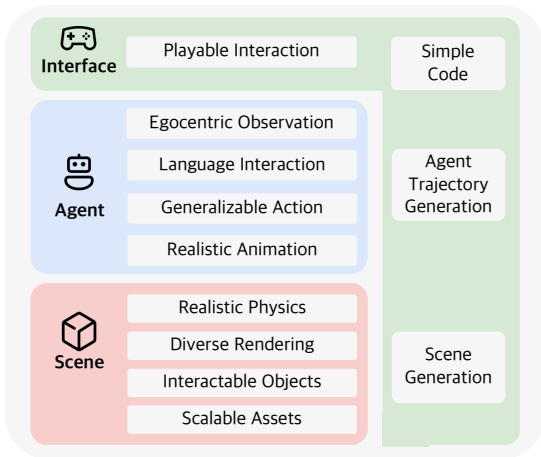 Interface
Playable Interaction
Simple
Code
Agent
Egocentric Observation
Language Interaction
Generalizable Action
Realistic Animation
Agent
Trajectory
Generation
Scene
Realistic Physics
Diverse Rendering
Interactable Objects
Scalable Assets
Scene
Generation